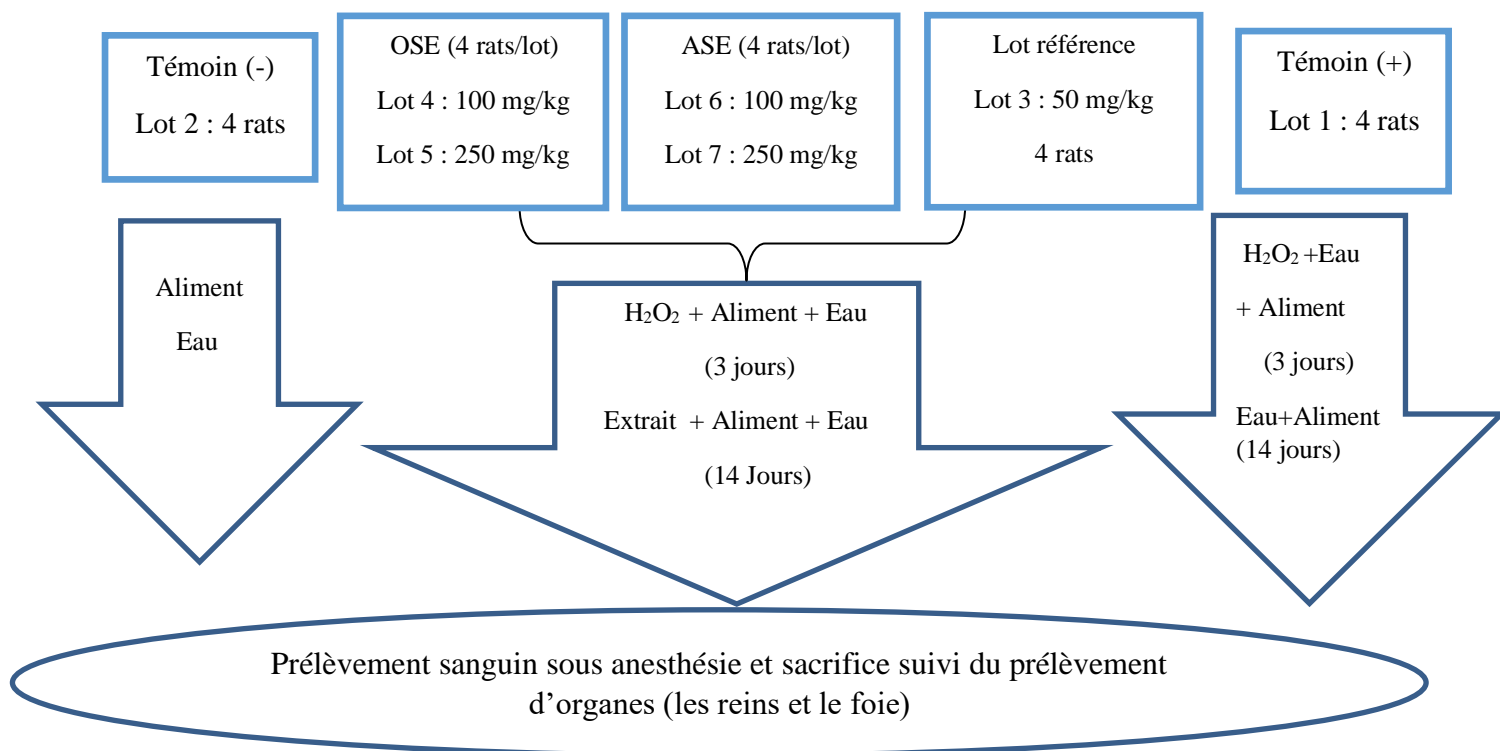 Témoin (-)
Lot 2 : 4 rats
OSE (4 rats/lot)
Lot 4 : 100 mg/kg
Lot 5 : 250 mg/kg
ASE (4 rats/lot)
Lot 6 : 100 mg/kg
Lot 7 : 250 mg/kg
Lot référence
Lot 3 : 50 mg/kg
4 rats
Témoin (+)
Lot 1 : 4 rats
Aliment
Eau
H₂O₂ + Aliment + Eau
(3 jours)
Extrait + Aliment + Eau
(14 Jours)
H₂O₂ +Eau
+ Aliment
(3 jours)
Eau+Aliment
(14 jours)
Prélèvement sanguin sous anesthésie et sacrifice suivi du prélèvement
d’organes (les reins et le foie)